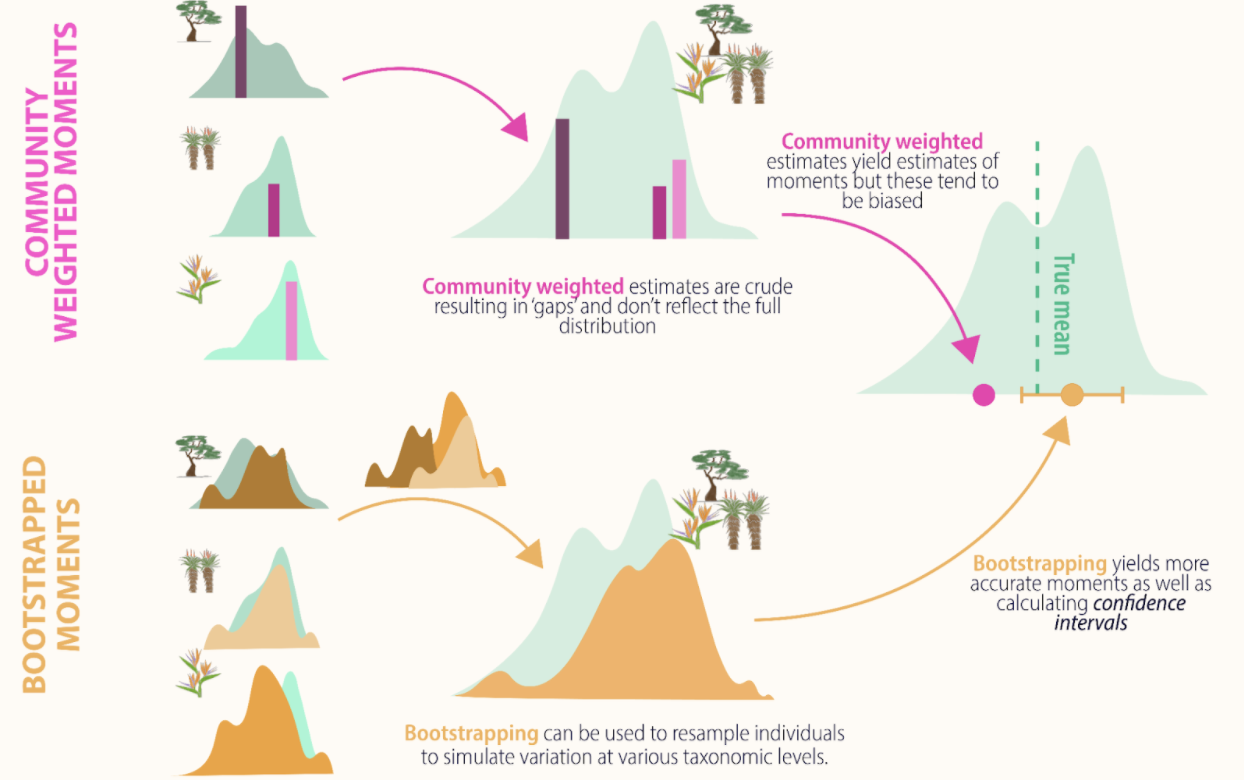 COMMUNITY
WEIGHTED MOMENTS
Community weighted
estimates yield estimates of
moments but these tend to
be biased
True mean
Community weighted estimates are crude
resulting in 'gaps' and don't reflect the full
distribution
BOOTSTRAPPED
MOMENTS
Bootstrapping yields more
accurate moments as well as
calculating confidence
intervals
Bootstrapping can be used to resample individuals
to simulate variation at various taxonomic levels.